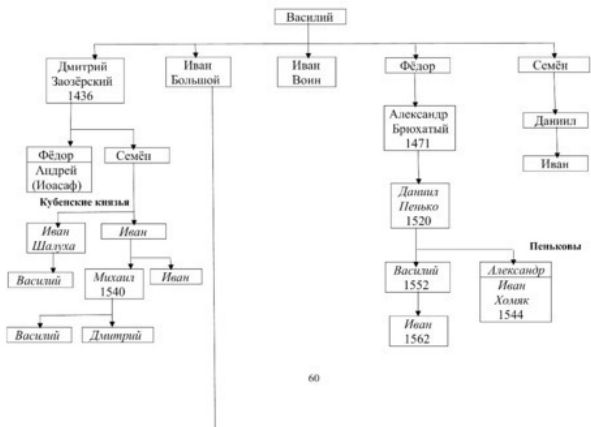 Василий
Дмитрий
Заозёрский
1436
Иван
Большой
Иван
Воин
Фёдор
Семён
Александр
Брюхатый
1471
Даниил
Иван
Фёдор
Андрей
(Иоасаф)
Семён
Даниил
Пенько
1520
Кубенские князья
Иван
Шалуха
Иван
Пеньковы
Василий
Михаил
1540
Иван
Василий
1552
Александр
Иван
Хомяк
1544
Василий
Дмитрий
Иван
1562
60